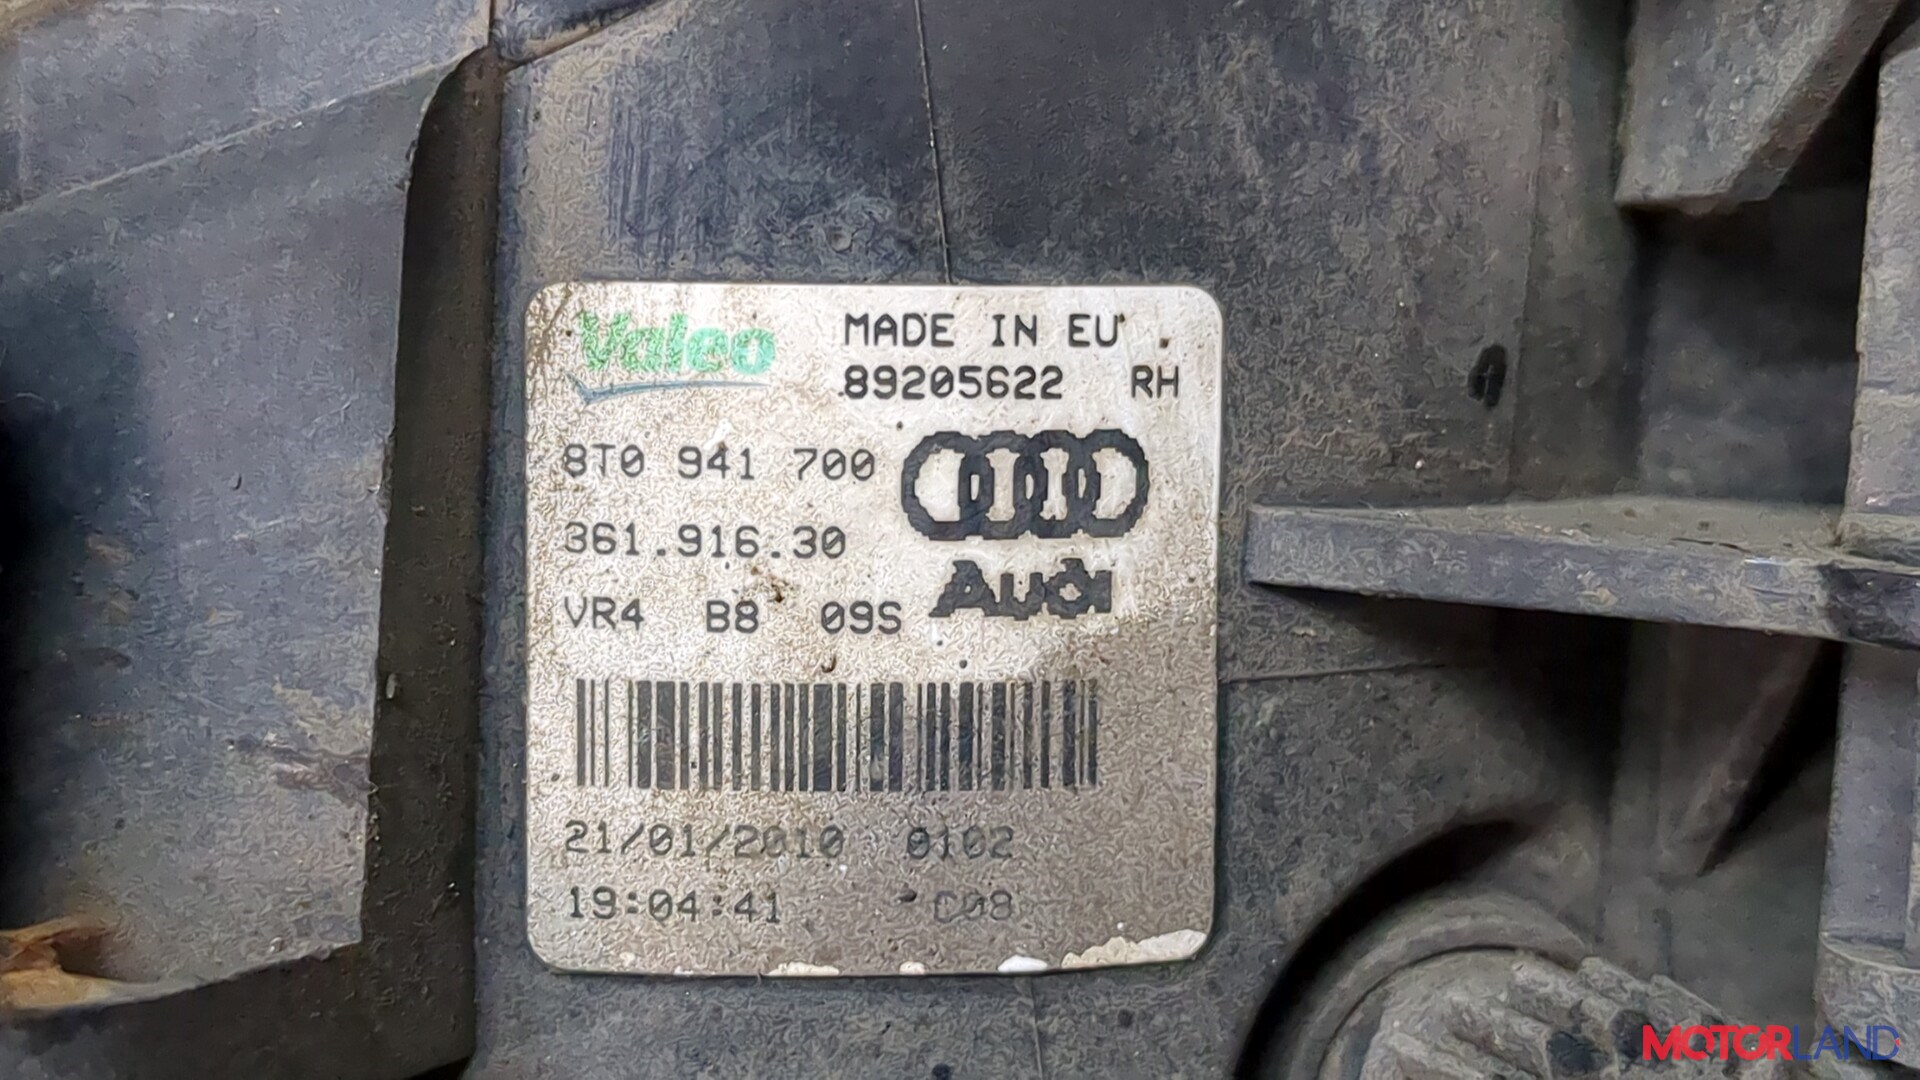 Valeo
MADE IN EU
89205622 RH
8T0 941 700
361.916.30
VR4 B8 09S
Audi
21/01/2010 0102
19:04:41 C08
MOTORLAND